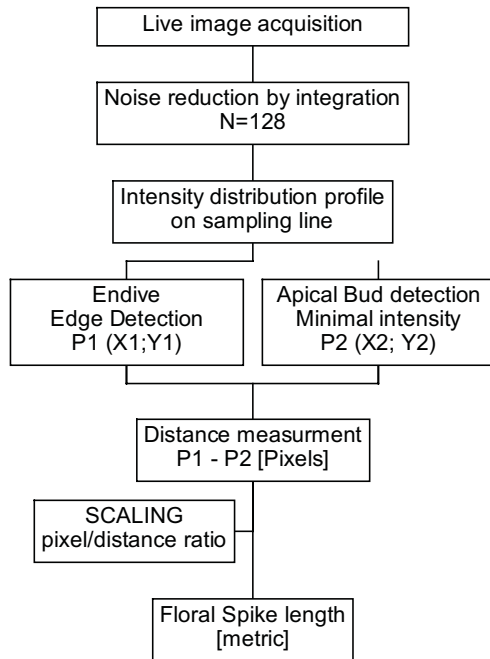 Live image acquisition
Noise reduction by integration
N=128
Intensity distribution profile
on sampling line
Endive
Edge Detection
P1 (X1;Y1)
Apical Bud detection
Minimal intensity
P2 (X2; Y2)
Distance measurment
P1 - P2 [Pixels]
SCALING
pixel/distance ratio
Floral Spike length
[metric]